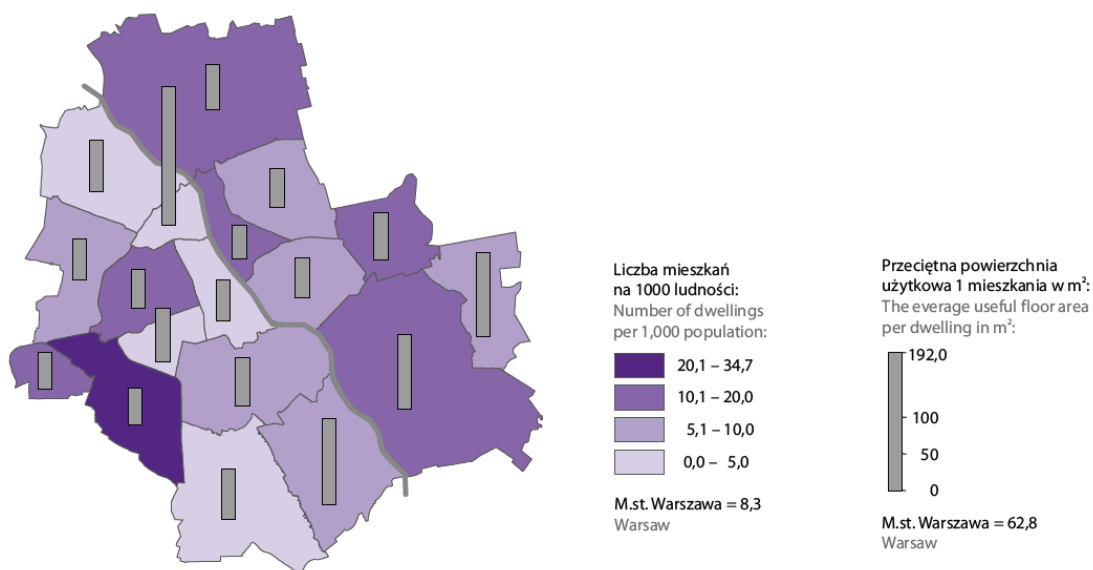 Liczba mieszkań
na 1000 ludności:
Number of dwellings
per 1,000 population:
20,1 – 34,7
10,1 – 20,0
5,1 – 10,0
0,0 – 5,0
M.st. Warszawa = 8,3
Warsaw
Przeciętna powierzchnia
użytkowa 1 mieszkania w m²:
The everage useful floor area
per dwelling in m²:
192,0
100
50
0
M.st. Warszawa = 62,8
Warsaw